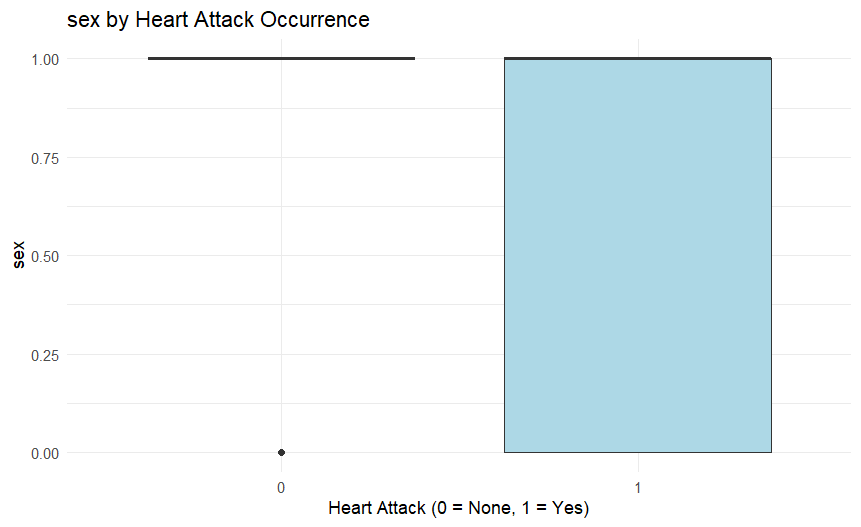 sex by Heart Attack Occurrence
1.00
0.75
0.50
0.25
0.00
sex
0 1
Heart Attack (0 = None, 1 = Yes)